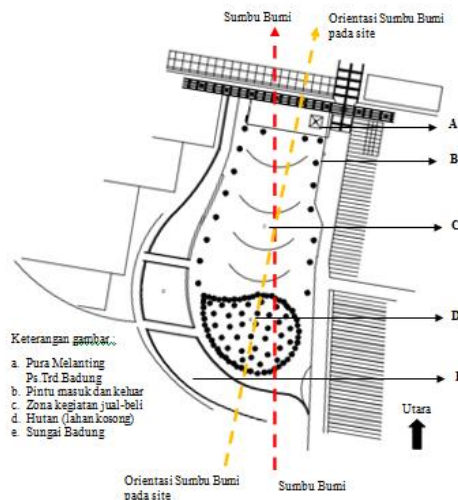 Sumbu Bumi
Orientasi Sumbu Bumi
pada site
A
B
C
D
Keterangan gambar :
a. Pura Melanting
Ps.Trd Badung
b. Pintu masuk dan keluar
c. Zona kegiatan jual-beli
d. Hutan (lahan kosong)
e. Sungai Badung
Utara
Orientasi Sumbu Bumi
pada site
Sumbu Bumi